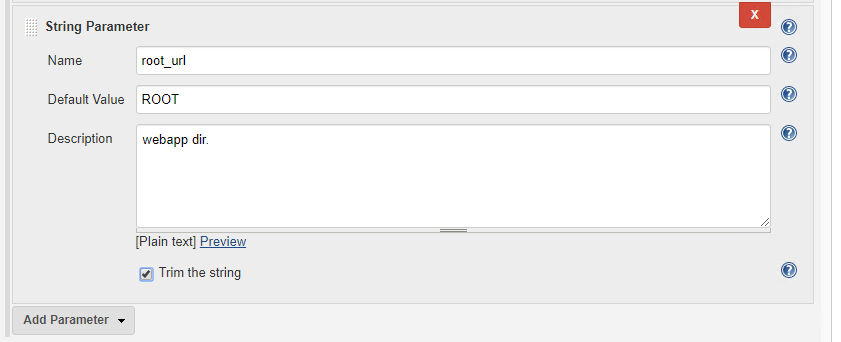 String Parameter
X
?
Name
root_url
?
Default Value
ROOT
?
Description
webapp dir.
?
[Plain text] Preview
Trim the string
?
Add Parameter